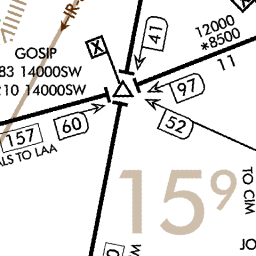 IR-
GOSIP
83 14000SW
210 14000SW
X
41
12000
*8500
11
97
52
60
157
ALS TO LAA
15⁹
TO CIM
JO